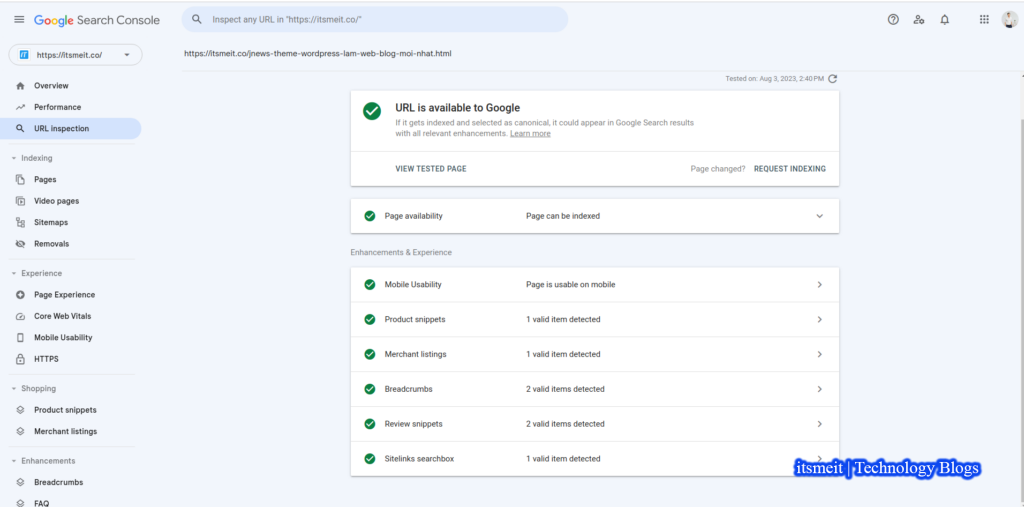 Google Search Console
Inspect any URL in "https://itsmeit.co/"
https://itsmeit.co/
https://itsmeit.co/jnews-theme-wordpress-lam-web-blog-moi-nhat.html
Overview
Performance
URL inspection
Indexing
Pages
Video pages
Sitemaps
Removals
Experience
Page Experience
Core Web Vitals
Mobile Usability
HTTPS
Shopping
Product snippets
Merchant listings
Enhancements
Breadcrumbs
FAQ
Tested on: Aug 3, 2023, 2:40 PM
URL is available to Google
If it gets indexed and selected as canonical, it could appear in Google Search results
with all relevant enhancements. Learn more
VIEW TESTED PAGE Page changed? REQUEST INDEXING
Page availability Page can be indexed
Enhancements & Experience
Mobile Usability Page is usable on mobile
Product snippets 1 valid item detected
Merchant listings 1 valid item detected
Breadcrumbs 2 valid items detected
Review snippets 2 valid items detected
Sitelinks searchbox 1 valid item detected
itsmeit | Technology Blogs